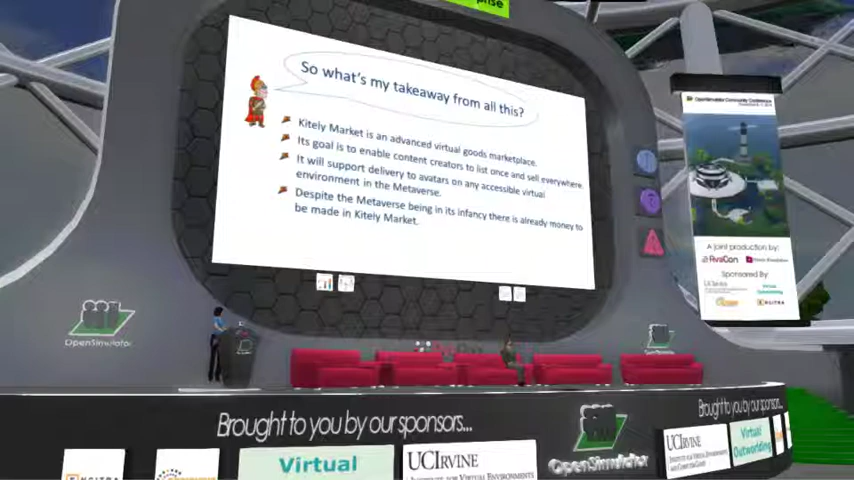 So what's my takeaway from all this?
Kitely Market is an advanced virtual goods marketplace.
Its goal is to enable content creators to list once and sell everywhere.
It will support delivery to avatars on any accessible virtual
environment in the Metaverse.
Despite the Metaverse being in its infancy there is already money to
be made in Kitely Market.
OpenSimulator Community Conference
A joint production by:
AvaCon
Sponsored By:
OpenSimulator
Brought to you by our sponsors...
Virtual
UCIRVINE
INSTITUTE FOR VIRTUAL ENVIRONMENTS
OpenSimulator
Brought to you by our sponsors...
UCIRVINE
Virtual
Outworlding